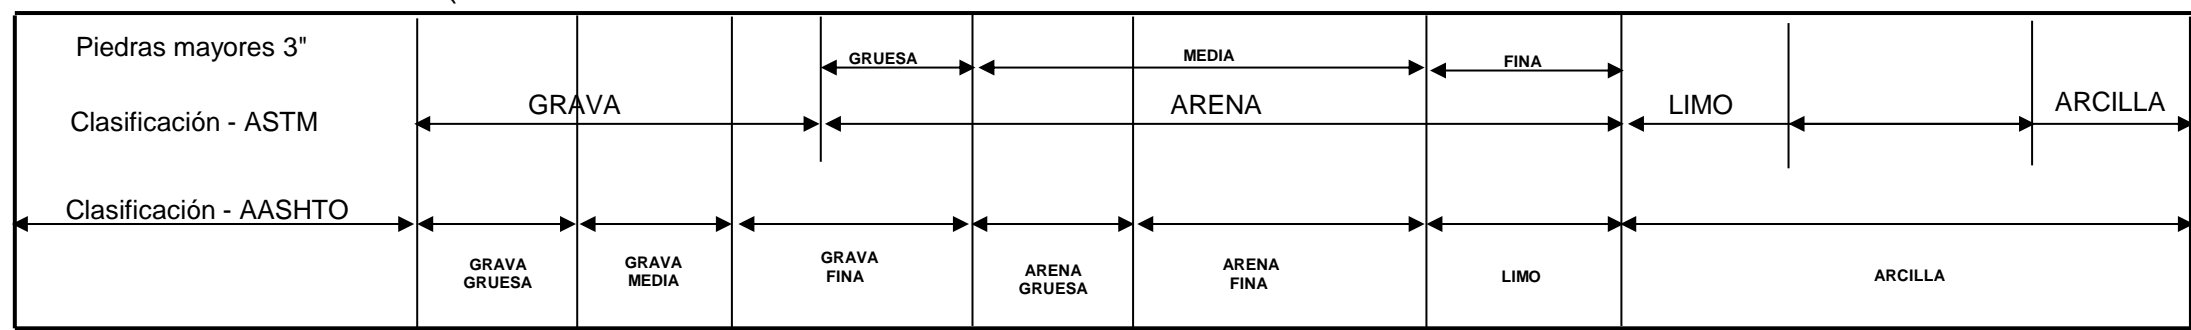 Piedras mayores 3"
GRUESA
MEDIA
FINA
Clasificación - ASTM
GRAVA
ARENA
LIMO
ARCILLA
Clasificación - AASHTO
GRAVA
GRUESA
GRAVA
MEDIA
GRAVA
FINA
ARENA
GRUESA
ARENA
FINA
LIMO
ARCILLA